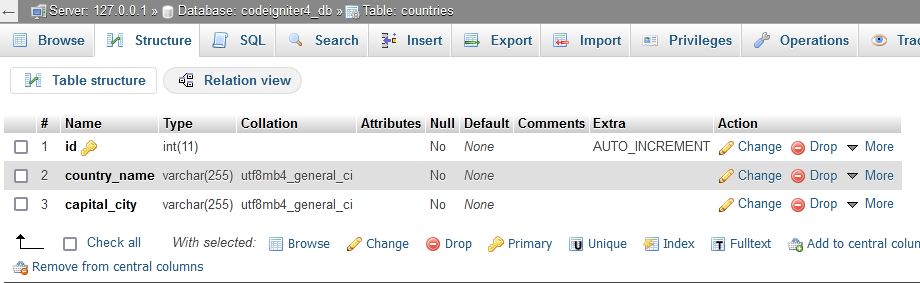 ← Server: 127.0.0.1 » Database: codeigniter4_db » Table: countries
Browse Structure SQL Search Insert Export Import Privileges Operations Trac
Table structure Relation view
# Name Type Collation Attributes Null Default Comments Extra Action
1 id int(11) No None AUTO_INCREMENT Change Drop More
2 country_name varchar(255) utf8mb4_general_ci No None Change Drop More
3 capital_city varchar(255) utf8mb4_general_ci No None Change Drop More
Check all With selected: Browse Change Drop Primary Unique Index Fulltext Add to central colun
Remove from central columns